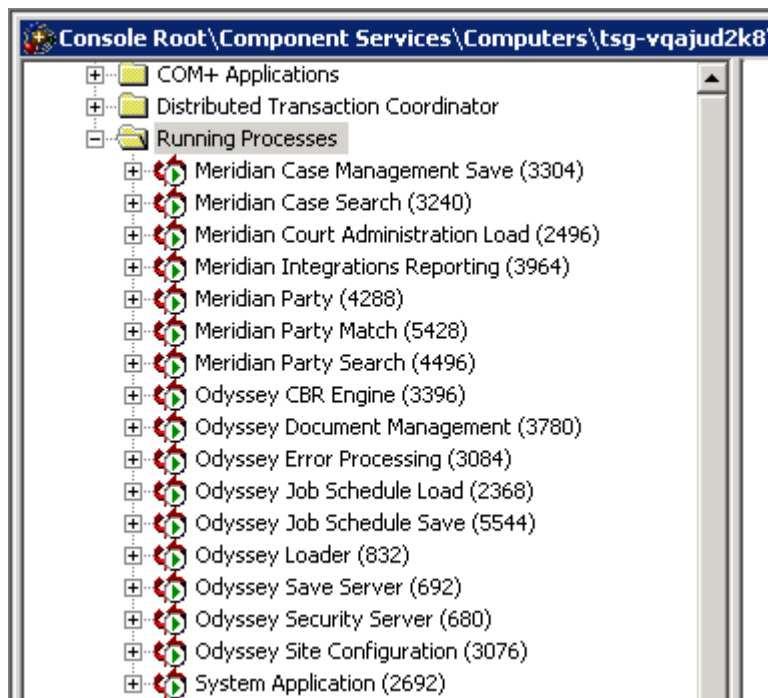 Console Root\Component Services\Computers\tsg-vqajud2k8\
COM+ Applications
Distributed Transaction Coordinator
Running Processes
Meridian Case Management Save (3304)
Meridian Case Search (3240)
Meridian Court Administration Load (2496)
Meridian Integrations Reporting (3964)
Meridian Party (4288)
Meridian Party Match (5428)
Meridian Party Search (4496)
Odyssey CBR Engine (3396)
Odyssey Document Management (3780)
Odyssey Error Processing (3084)
Odyssey Job Schedule Load (2368)
Odyssey Job Schedule Save (5544)
Odyssey Loader (832)
Odyssey Save Server (692)
Odyssey Security Server (680)
Odyssey Site Configuration (3076)
System Application (2692)